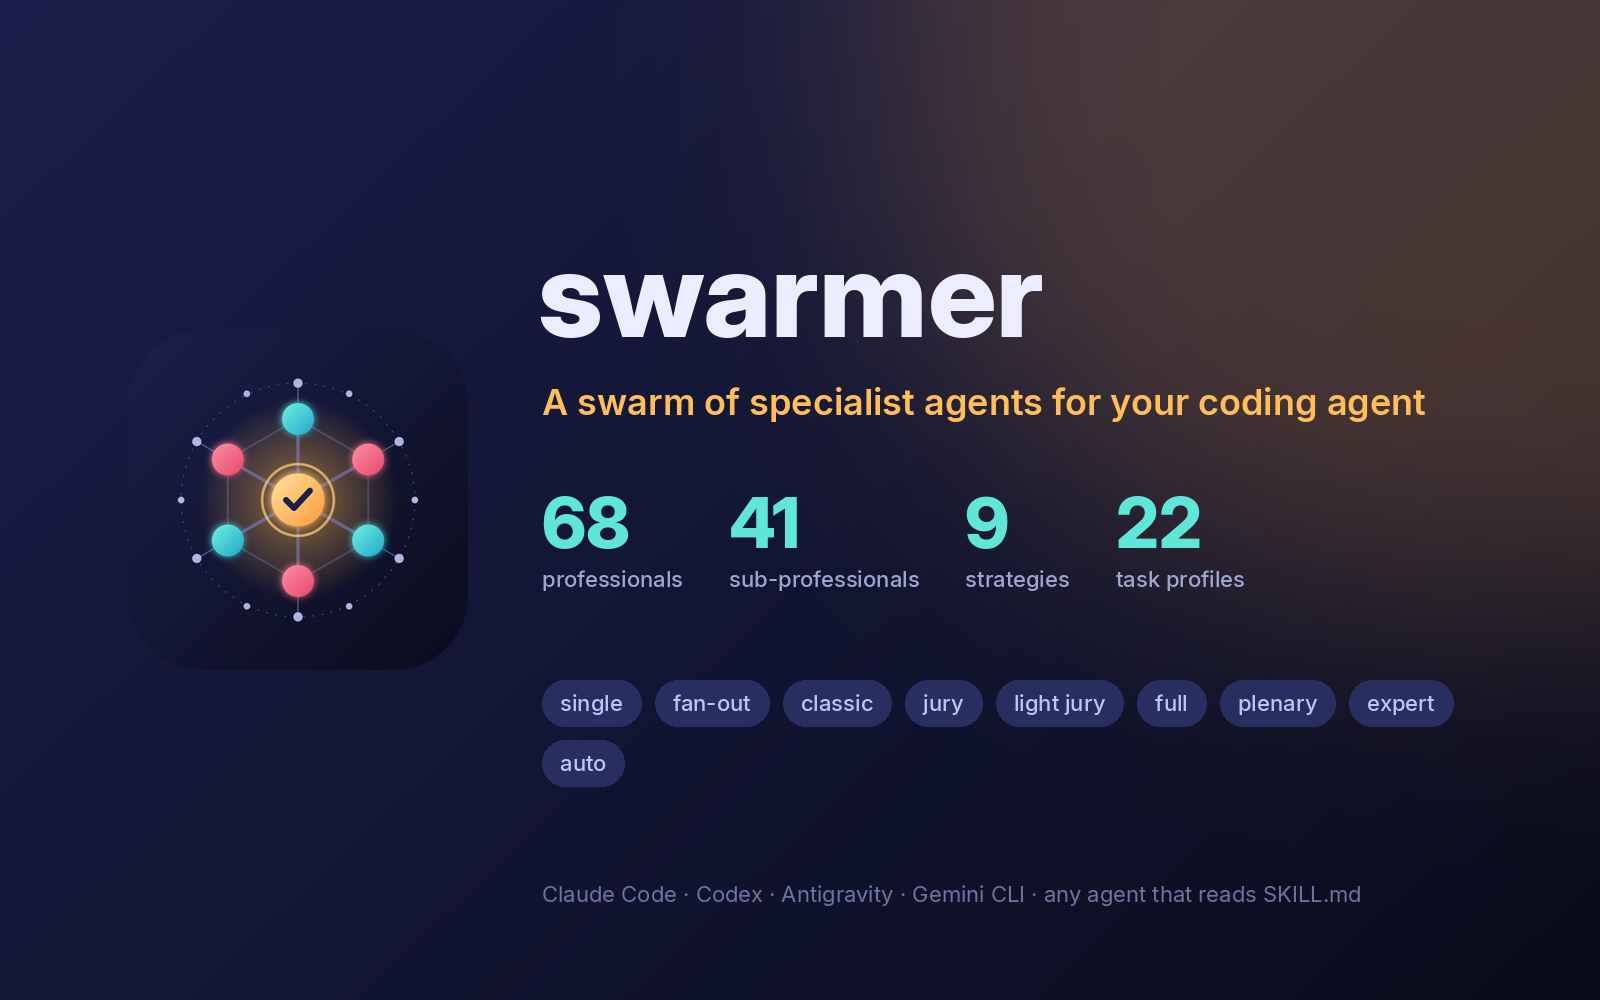 swarmer
A swarm of specialist agents for your coding agent
68 41 9 22
professionals sub-professionals strategies task profiles
single fan-out classic jury light jury full plenary expert
auto
Claude Code · Codex · Antigravity · Gemini CLI · any agent that reads SKILL.md